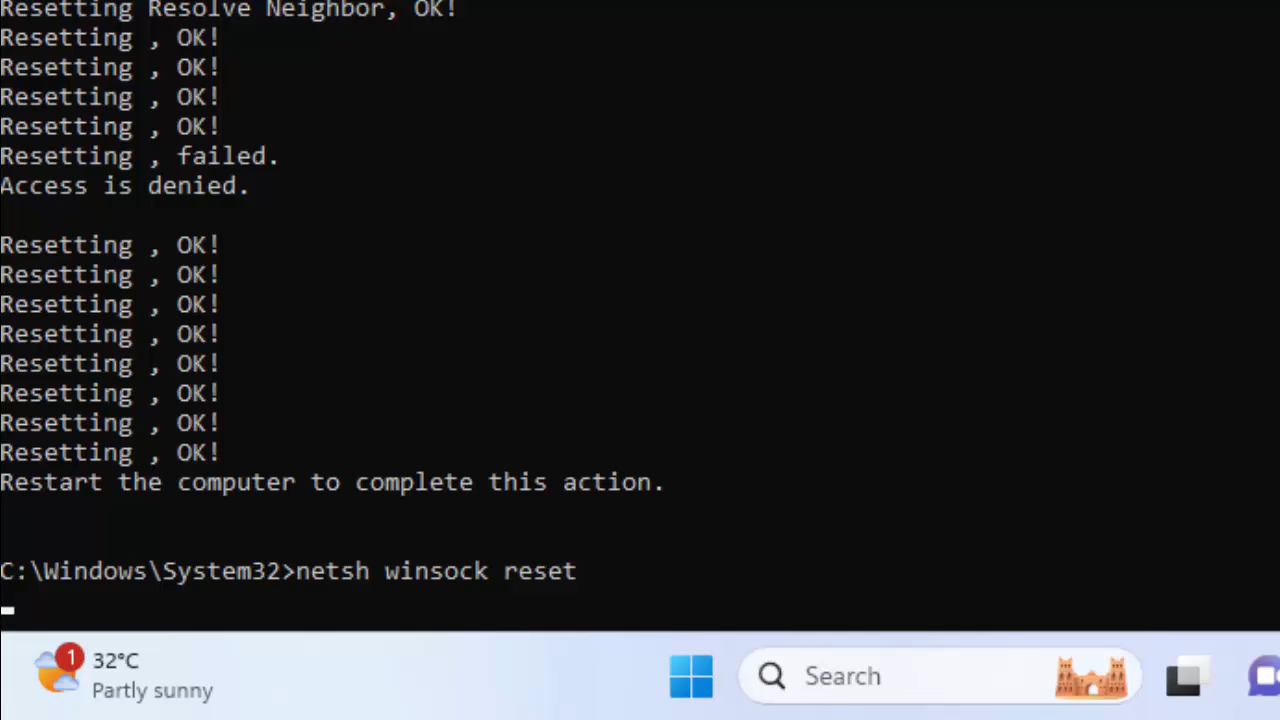 Resetting Resolve Neighbor, OK!
Resetting , OK!
Resetting , OK!
Resetting , OK!
Resetting , OK!
Resetting , failed.
Access is denied.
Resetting , OK!
Resetting , OK!
Resetting , OK!
Resetting , OK!
Resetting , OK!
Resetting , OK!
Resetting , OK!
Resetting , OK!
Restart the computer to complete this action.
C:\Windows\System32>netsh winsock reset
1
32°C
Partly sunny
Search